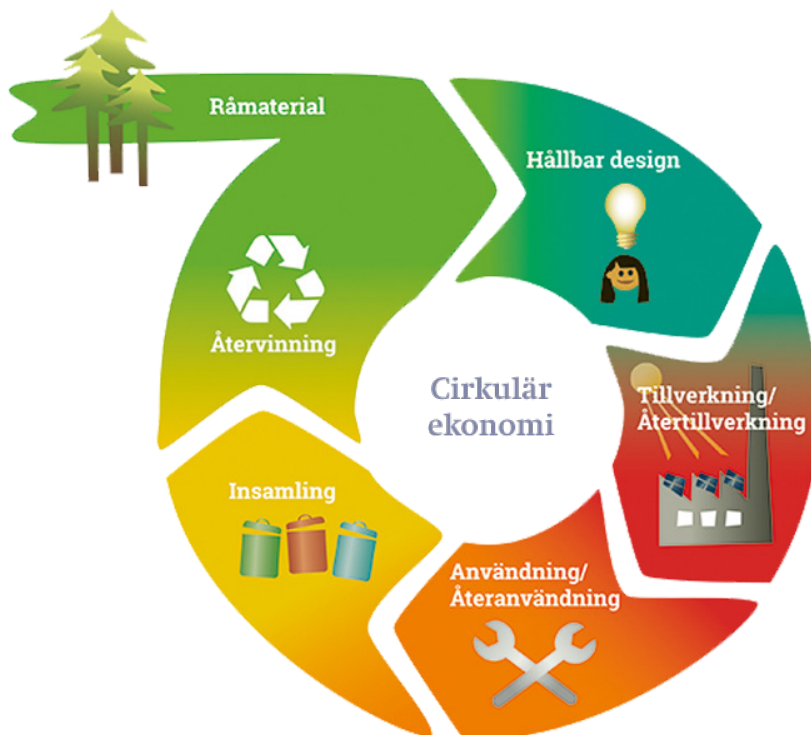 Råmaterial
Hållbar design
Tillverkning/
Återtillverkning
Användning/
Återanvändning
Insamling
Återvinning
Cirkulär
ekonomi